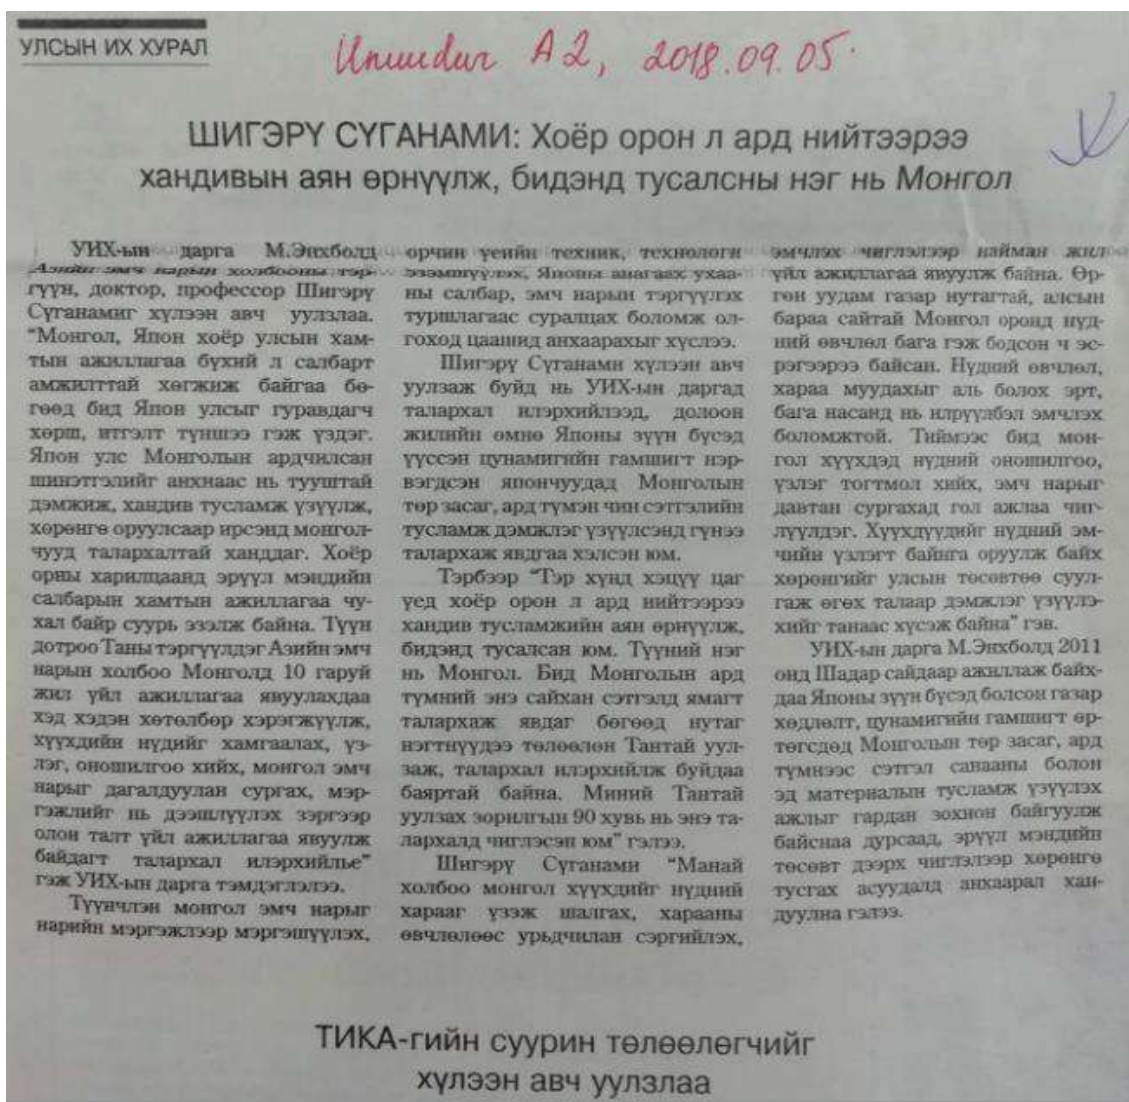 УЛСЫН ИХ ХУРАЛ
Өнөөдөр А2, 2018.09.05.
ШИГЭРҮ СҮГАНАМИ: Хоёр орон л ард нийтээрээ
хандивын аян өрнүүлж, бидэнд тусалсны нэг нь Монгол
УИХ-ын дарга М.Энхболд
Азийн эмч нарын холбооны тэр-
гүүн, доктор, профессор Шигэрү
Сүганамиг хүлээн авч уулзлаа.
“Монгол, Япон хоёр улсын хам-
тын ажиллагаа бүхий л салбарт
амжилттай хөгжиж байгаа бө-
гөөд бид Япон улсыг гуравдагч
хөрш, итгэлт түншээ гэж үздэг.
Япон улс Монголын ардчилсан
шинэтгэлийг анхнаас нь тууштай
дэмжиж, хандив тусламж үзүүлж,
хөрөнгө оруулсаар ирсэнд монгол-
чууд талархалтай ханддаг. Хоёр
орны харилцаанд эрүүл мэндийн
салбарын хамтын ажиллагаа чу-
хал байр суурь эзэлж байна. Түүн
дотроо Таны тэргүүлдэг Азийн эмч
нарын холбоо Монголд 10 гаруй
жил үйл ажиллагаа явуулахдаа
хэд хэдэн хөтөлбөр хэрэгжүүлж,
хүүхдийн нүдийг хамгаалах, үз-
лэг, оношилгоо хийх, монгол эмч
нарыг дагалдуулан сургах, мэр-
гэжлийг нь дээшлүүлэх зэргээр
олон талт үйл ажиллагаа явуулж
байдагт талархал илэрхийлье”
гэж УИХ-ын дарга тэмдэглэлээ.
Түүнчлэн монгол эмч нарыг
нарийн мэргэжлээр мэргэшүүлэх,
орчин үеийн техник, технологи
эзэмшүүлэх, Японы анагаах ухаа-
ны салбар, эмч нарын тэргүүлэх
туршлагаас суралцах боломж ол-
гоход цаашид анхаарахыг хүслээ.
Шигэрү Сүганами хүлээн авч
уулзаж буйд нь УИХ-ын даргад
талархал илэрхийлээд, долоон
жилийн өмнө Японы зүүн бүсэд
үүссэн цунамигийн гамшигт нэр-
вэгдсэн япончуудад Монголын
төр засаг, ард түмэн чин сэтгэлийн
тусламж дэмжлэг үзүүлсэнд гүнээ
талархаж явдгаа хэлсэн юм.
Тэрбээр “Тэр хүнд хэцүү цаг
үед хоёр орон л ард нийтээрээ
хандив тусламжийн аян өрнүүлж,
бидэнд тусалсан юм. Түүний нэг
нь Монгол. Бид Монголын ард
түмний энэ сайхан сэтгэлд ямагт
талархаж явдаг бөгөөд нутаг
нэгтнүүдээ төлөөлөн Тантай уул-
заж, талархал илэрхийлж буйдаа
баяртай байна. Миний Тантай
уулзах зорилгын 90 хувь нь энэ та-
лархалд чиглэсэн юм” гэлээ.
Шигэрү Сүганами “Манай
холбоо монгол хүүхдийг нүдний
харааг үзэж шалгах, харааны
өвчлөлөөс урьдчилан сэргийлэх,
эмчлэх чиглэлээр найман жил
үйл ажиллагаа явуулж байна. Өр-
гөн уудам газар нутагтай, алсын
бараа сайтай Монгол оронд нүд-
ний өвчлөл бага гэж бодсон ч эс-
рэгээрээ байсан. Нүдний өвчлөл,
хараа муудахыг аль болох эрт,
бага насанд нь илрүүлбэл эмчлэх
боломжтой. Тиймээс бид мон-
гол хүүхдэд нүдний оношилгоо,
үзлэг тогтмол хийх, эмч нарыг
давтан сургахад гол ажлаа чиг-
лүүлдэг. Хүүхдүүдийг нүдний эм-
чийн үзлэгт байнга оруулж байх
хөрөнгийг улсын төсөвтөө суул-
гаж өгөх талаар дэмжлэг үзүүлэ-
хийг танаас хүсэж байна” гэв.
УИХ-ын дарга М.Энхболд 2011
онд Шадар сайдаар ажиллаж байх-
даа Японы зүүн бүсэд болсон газар
хөдлөлт, цунамигийн гамшигт өр-
төгсдөд Монголын төр засаг, ард
түмнээс сэтгэл санааны болон
эд материалын тусламж үзүүлэх
ажлыг гардан зохион байгуулж
байснаа дурсаад, эрүүл мэндийн
төсөвт дээрх чиглэлээр хөрөнгө
тусгах асуудалд анхаарал хан-
дуулна гэлээ.
ТИКА-гийн суурин төлөөлөгчийг
хүлээн авч уулзлаа